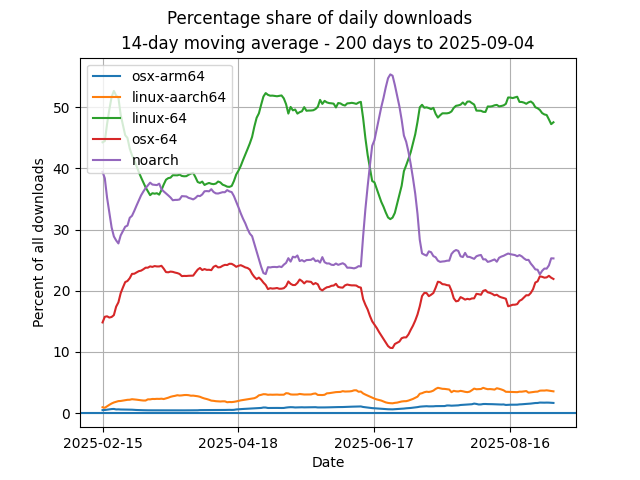 Percentage share of daily downloads
14-day moving average - 200 days to 2025-09-04
osx-arm64
linux-aarch64
linux-64
osx-64
noarch
Percent of all downloads
50
40
30
20
10
0
2025-02-15
2025-04-18
2025-06-17
2025-08-16
Date